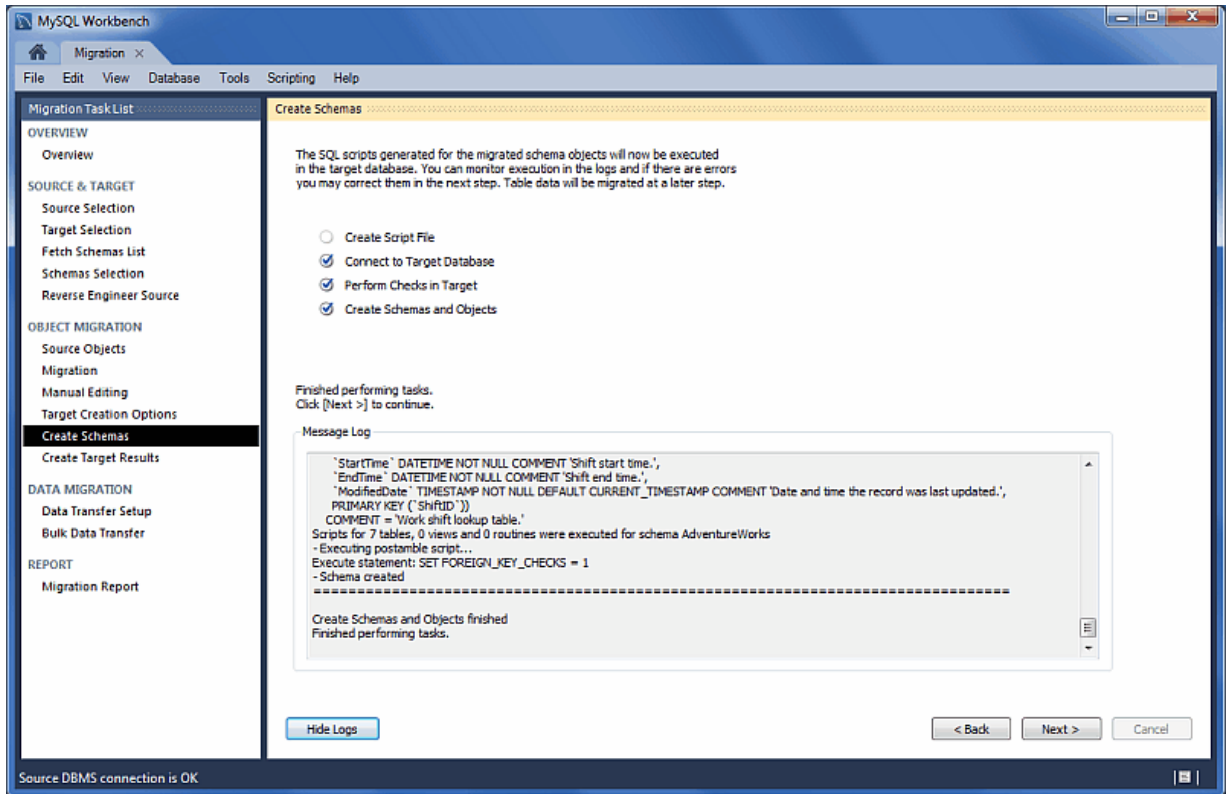 MySQL Workbench
Migration
File Edit View Database Tools Scripting Help
Migration Task List
OVERVIEW
Overview
SOURCE & TARGET
Source Selection
Target Selection
Fetch Schemas List
Schemas Selection
Reverse Engineer Source
OBJECT MIGRATION
Source Objects
Migration
Manual Editing
Target Creation Options
Create Schemas
Create Target Results
DATA MIGRATION
Data Transfer Setup
Bulk Data Transfer
REPORT
Migration Report
Create Schemas
The SQL scripts generated for the migrated schema objects will now be executed
in the target database. You can monitor execution in the logs and if there are errors
you may correct them in the next step. Table data will be migrated at a later step.
Create Script File
Connect to Target Database
Perform Checks in Target
Create Schemas and Objects
Finished performing tasks.
Click [Next >] to continue.
Message Log
`StartTime` DATETIME NOT NULL COMMENT 'Shift start time.',
`EndTime` DATETIME NOT NULL COMMENT 'Shift end time.',
`ModifiedDate` TIMESTAMP NOT NULL DEFAULT CURRENT_TIMESTAMP COMMENT 'Date and time the record was last updated.',
PRIMARY KEY (`ShiftID`))
COMMENT = 'Work shift lookup table.'
Scripts for 7 tables, 0 views and 0 routines were executed for schema AdventureWorks
- Executing postamble script...
Execute statement: SET FOREIGN_KEY_CHECKS = 1
- Schema created
================================================================================
Create Schemas and Objects finished
Finished performing tasks.
Hide Logs
< Back
Next >
Cancel
Source DBMS connection is OK